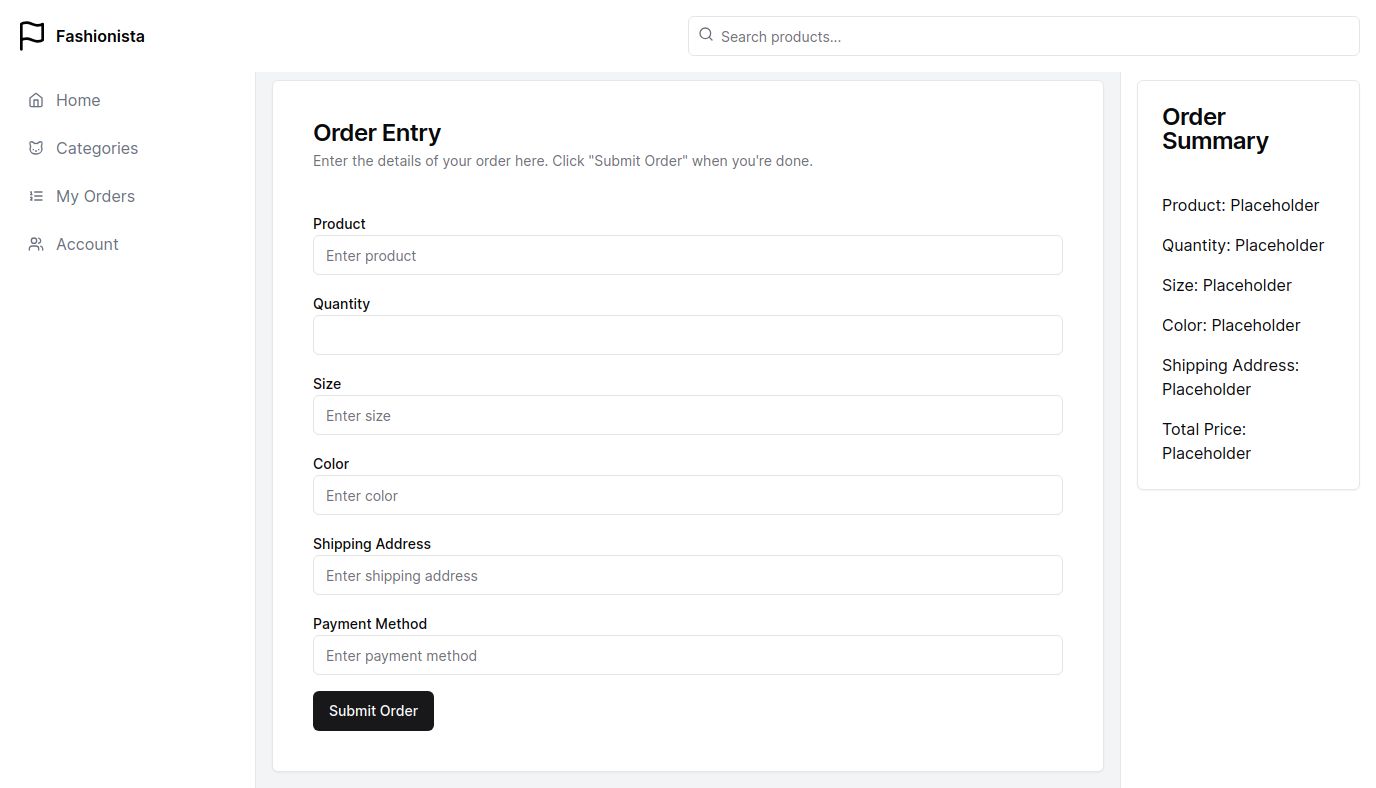 Fashionista
Search products...
Home
Categories
My Orders
Account
Order Entry
Enter the details of your order here. Click "Submit Order" when you're done.
Product
Enter product
Quantity
Size
Enter size
Color
Enter color
Shipping Address
Enter shipping address
Payment Method
Enter payment method
Submit Order
Order
Summary
Product: Placeholder
Quantity: Placeholder
Size: Placeholder
Color: Placeholder
Shipping Address:
Placeholder
Total Price:
Placeholder